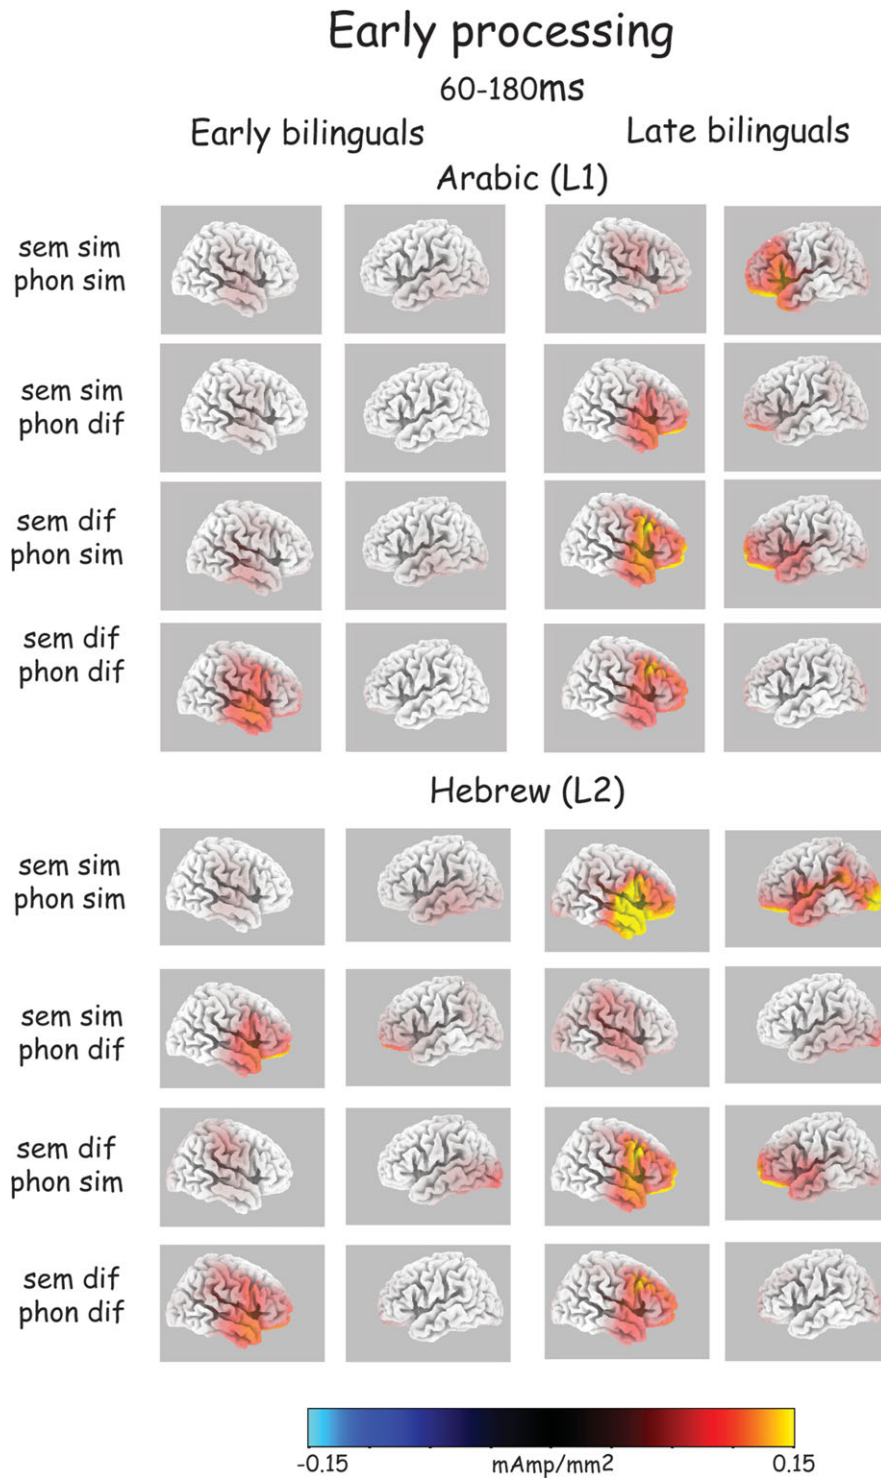 Early processing
60-180ms
Early bilinguals Late bilinguals
Arabic (L1)
sem sim
phon sim
sem sim
phon dif
sem dif
phon sim
sem dif
phon dif
Hebrew (L2)
sem sim
phon sim
sem sim
phon dif
sem dif
phon sim
sem dif
phon dif
-0.15 mAmp/mm2 0.15